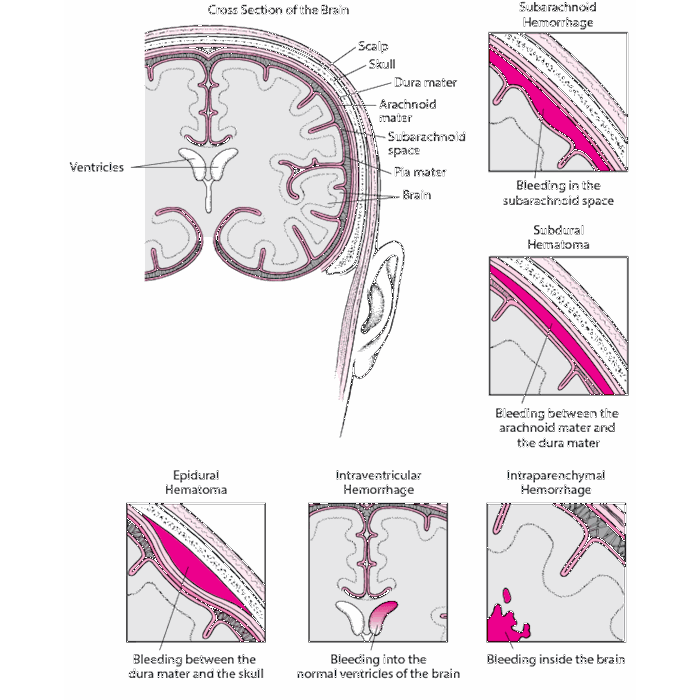 Cross Section of the Brain
Scalp
Skull
Dura mater
Arachnoid
mater
Subarachnoid
space
Pia mater
Brain
Ventricles
Subarachnoid
Hemorrhage
Bleeding in the
subarachnoid space
Subdural
Hematoma
Bleeding between the
arachnoid mater and
the dura mater
Epidural
Hematoma
Bleeding between the
dura mater and the skull
Intraventricular
Hemorrhage
Bleeding into the
normal ventricles of the brain
Intraparenchymal
Hemorrhage
Bleeding inside the brain